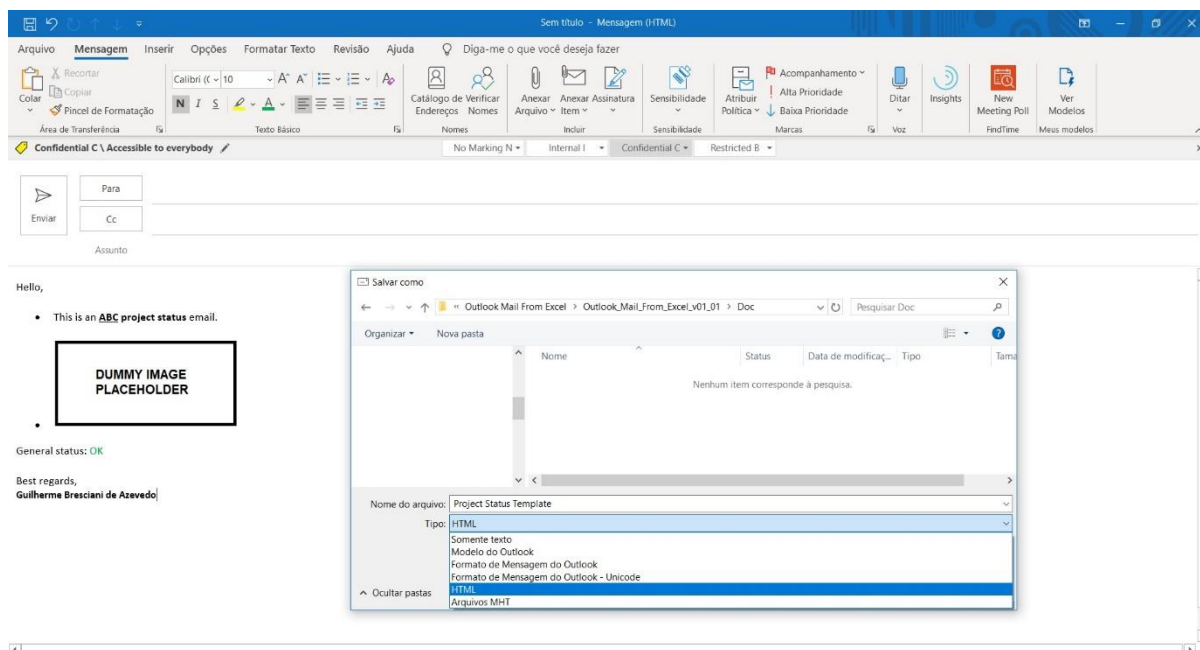 Sem título - Mensagem (HTML)
Arquivo Mensagem Inserir Opções Formatar Texto Revisão Ajuda Diga-me o que você deseja fazer
Colar
Recortar
Copiar
Pincel de Formatação
Área de Transferência
Calibri (C 10
N I S
Texto Básico
Catálogo de Endereços
Verificar Nomes
Nomes
Anexar Arquivo
Anexar Item
Assinatura
Incluir
Sensibilidade
Sensibilidade
Atribuir Política
Acompanhamento
Alta Prioridade
Baixa Prioridade
Marcas
Ditar
Voz
Insights
New Meeting Poll
FindTime
Ver Modelos
Meus modelos
Confidential C \ Accessible to everybody
No Marking N Internal I Confidential C Restricted B
Enviar
Para
Cc
Assunto
Hello,
• This is an ABC project status email.
DUMMY IMAGE
PLACEHOLDER
•
General status: OK
Best regards,
Guilherme Bresciani de Azevedo
Salvar como
« Outlook Mail From Excel > Outlook_Mail_From_Excel_v01_01 > Doc
Pesquisar Doc
Organizar Nova pasta
Nome Status Data de modificaç... Tipo Tama
Nenhum item corresponde à pesquisa.
Nome do arquivo: Project Status Template
Tipo: HTML
Somente texto
Modelo do Outlook
Formato de Mensagem do Outlook
Formato de Mensagem do Outlook - Unicode
HTML
Arquivos MHT
Ocultar pastas